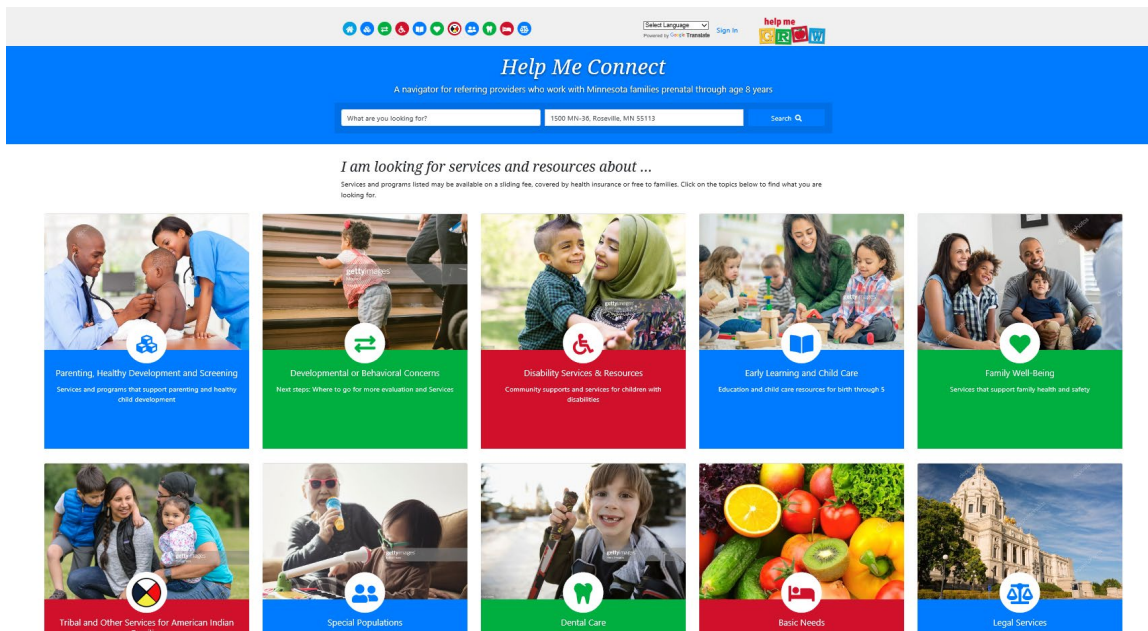 Select Language
Powered by Google Translate
Sign In
help me
GROW
Help Me Connect
A navigator for referring providers who work with Minnesota families prenatal through age 8 years
What are you looking for?
1500 MN-36, Roseville, MN 55113
Search
I am looking for services and resources about ...
Services and programs listed may be available on a sliding fee, covered by health insurance or free to families. Click on the topics below to find what you are
looking for.
gettyimages
gettyimages
gettyimages
Parenting, Healthy Development and Screening
Services and programs that support parenting and healthy
child development
Developmental or Behavioral Concerns
Next steps: Where to go for more evaluation and Services
Disability Services & Resources
Community supports and services for children with
disabilities
Early Learning and Child Care
Education and child care resources for birth through 5
Family Well-Being
Services that support family health and safety
gettyimages
gettyimages
gettyimages
Tribal and Other Services for American Indian
Special Populations
Dental Care
Basic Needs
Legal Services